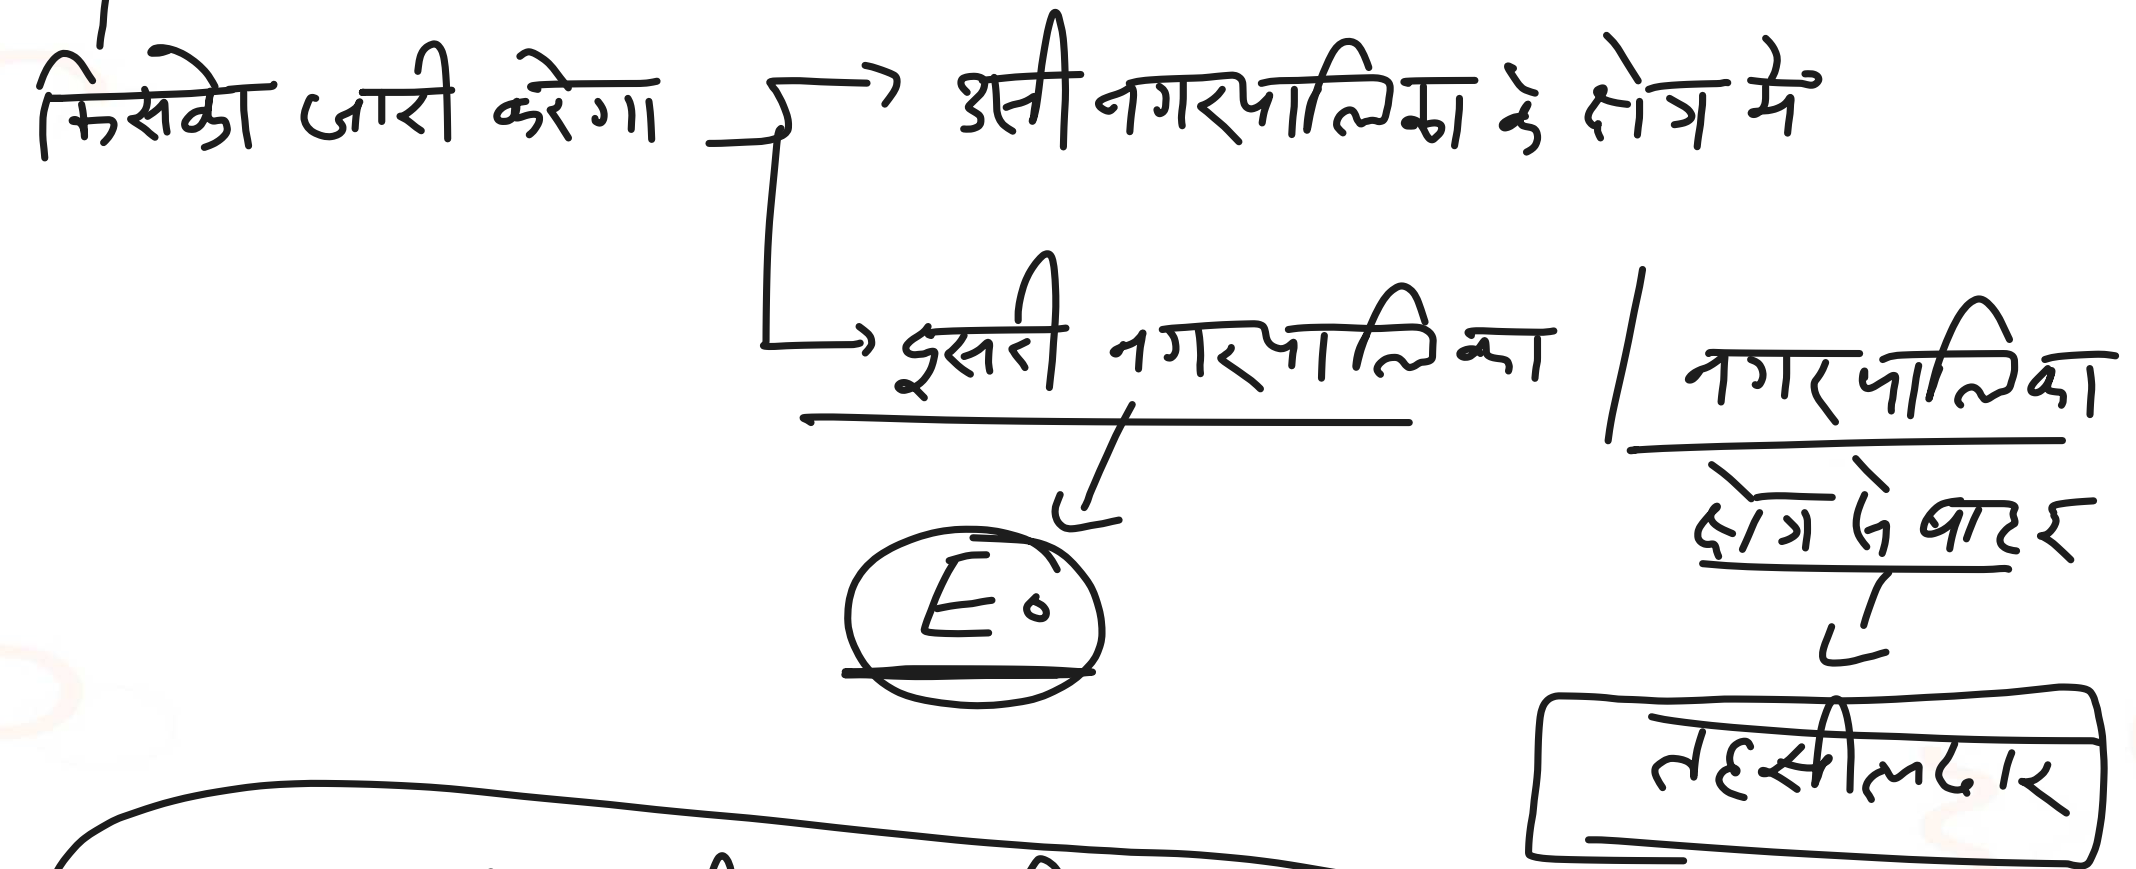 किसको जारी करेगा → उसी नगरपालिका के क्षेत्र में
→ दूसरी नगरपालिका / नगरपालिका
क्षेत्र से बाहर
E.o
तहसीलदार